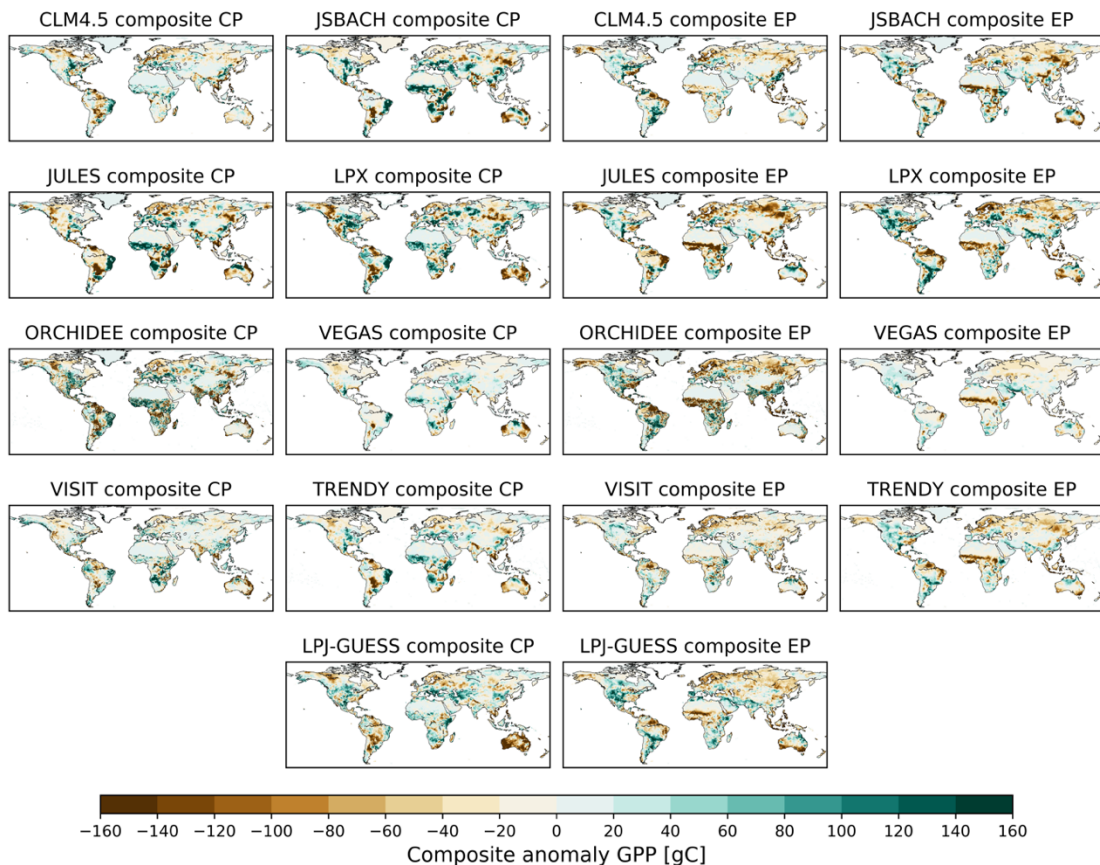 CLM4.5 composite CP JSBACH composite CP CLM4.5 composite EP JSBACH composite EP
JULES composite CP LPX composite CP JULES composite EP LPX composite EP
ORCHIDEE composite CP VEGAS composite CP ORCHIDEE composite EP VEGAS composite EP
VISIT composite CP TRENDY composite CP VISIT composite EP TRENDY composite EP
LPJ-GUESS composite CP LPJ-GUESS composite EP
−160 −140 −120 −100 −80 −60 −40 −20 0 20 40 60 80 100 120 140 160
Composite anomaly GPP [gC]